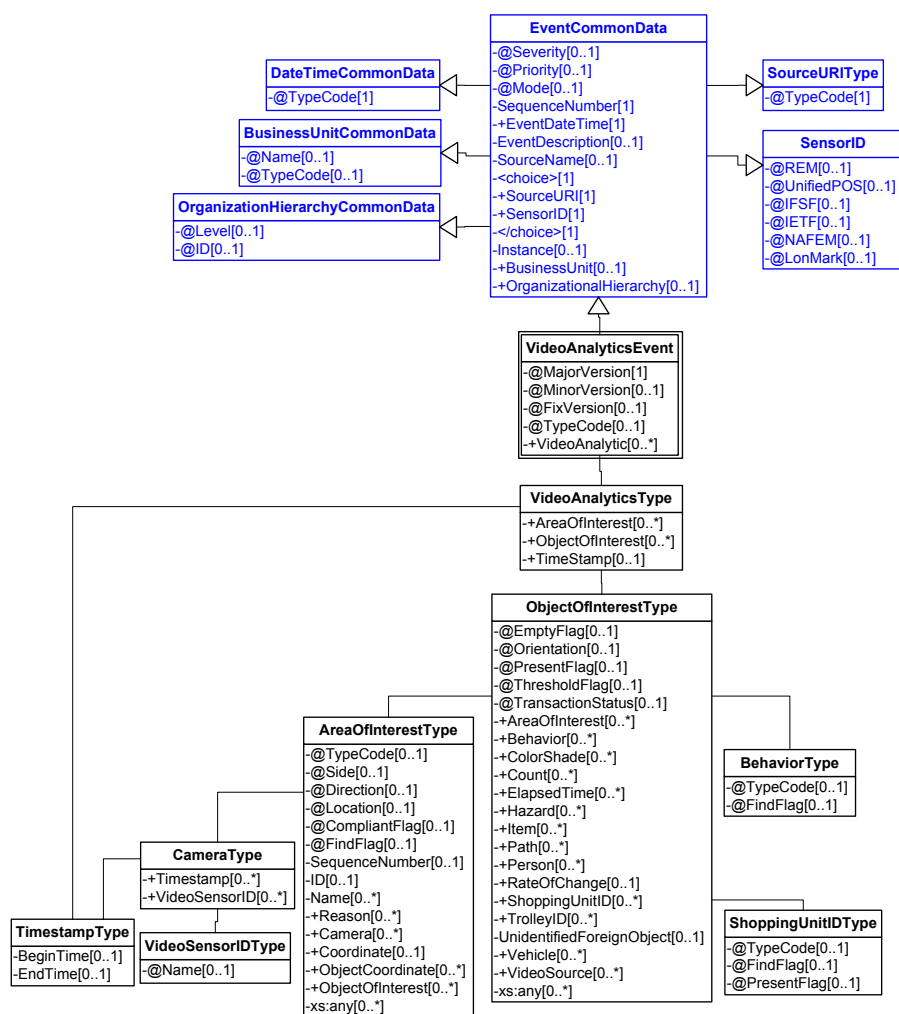 EventCommonData
-@Severity[0..1]
-@Priority[0..1]
-@Mode[0..1]
-SequenceNumber[1]
-+EventDateTime[1]
-EventDescription[0..1]
-SourceName[0..1]
-<choice>[1]
-+SourceURI[1]
-+SensorID[1]
-</choice>[1]
-Instance[0..1]
-+BusinessUnit[0..1]
-+OrganizationalHierarchy[0..1]
DateTimeCommonData
-@TypeCode[1]
BusinessUnitCommonData
-@Name[0..1]
-@TypeCode[0..1]
OrganizationHierarchyCommonData
-@Level[0..1]
-@ID[0..1]
SourceURIType
-@TypeCode[1]
SensorID
-@REM[0..1]
-@UnifiedPOS[0..1]
-@IFSF[0..1]
-@IETF[0..1]
-@NAFEM[0..1]
-@LonMark[0..1]
VideoAnalyticsEvent
-@MajorVersion[1]
-@MinorVersion[0..1]
-@FixVersion[0..1]
-@TypeCode[0..1]
-+VideoAnalytic[0..*]
VideoAnalyticsType
-+AreaOfInterest[0..*]
-+ObjectOfInterest[0..*]
-+TimeStamp[0..1]
ObjectOfInterestType
-@EmptyFlag[0..1]
-@Orientation[0..1]
-@PresentFlag[0..1]
-@ThresholdFlag[0..1]
-@TransactionStatus[0..1]
-+AreaOfInterest[0..*]
-+Behavior[0..*]
-+ColorShade[0..*]
-+Count[0..*]
-+ElapsedTime[0..*]
-+Hazard[0..*]
-+Item[0..*]
-+Path[0..*]
-+Person[0..*]
-+RateOfChange[0..1]
-+ShoppingUnitID[0..*]
-+TrolleyID[0..*]
-UnidentifiedForeignObject[0..1]
-+Vehicle[0..*]
-+VideoSource[0..*]
-xs:any[0..*]
AreaOfInterestType
-@TypeCode[0..1]
-@Side[0..1]
-@Direction[0..1]
-@Location[0..1]
-@CompliantFlag[0..1]
-@FindFlag[0..1]
-SequenceNumber[0..1]
-ID[0..1]
-Name[0..*]
-+Reason[0..*]
-+Camera[0..*]
-+Coordinate[0..1]
-+ObjectCoordinate[0..*]
-+ObjectOfInterest[0..*]
-xs:any[0..*]
BehaviorType
-@TypeCode[0..1]
-@FindFlag[0..1]
CameraType
-+Timestamp[0..*]
-+VideoSensorID[0..*]
TimestampType
-BeginTime[0..1]
-EndTime[0..1]
VideoSensorIDType
-@Name[0..1]
ShoppingUnitIDType
-@TypeCode[0..1]
-@FindFlag[0..1]
-@PresentFlag[0..1]